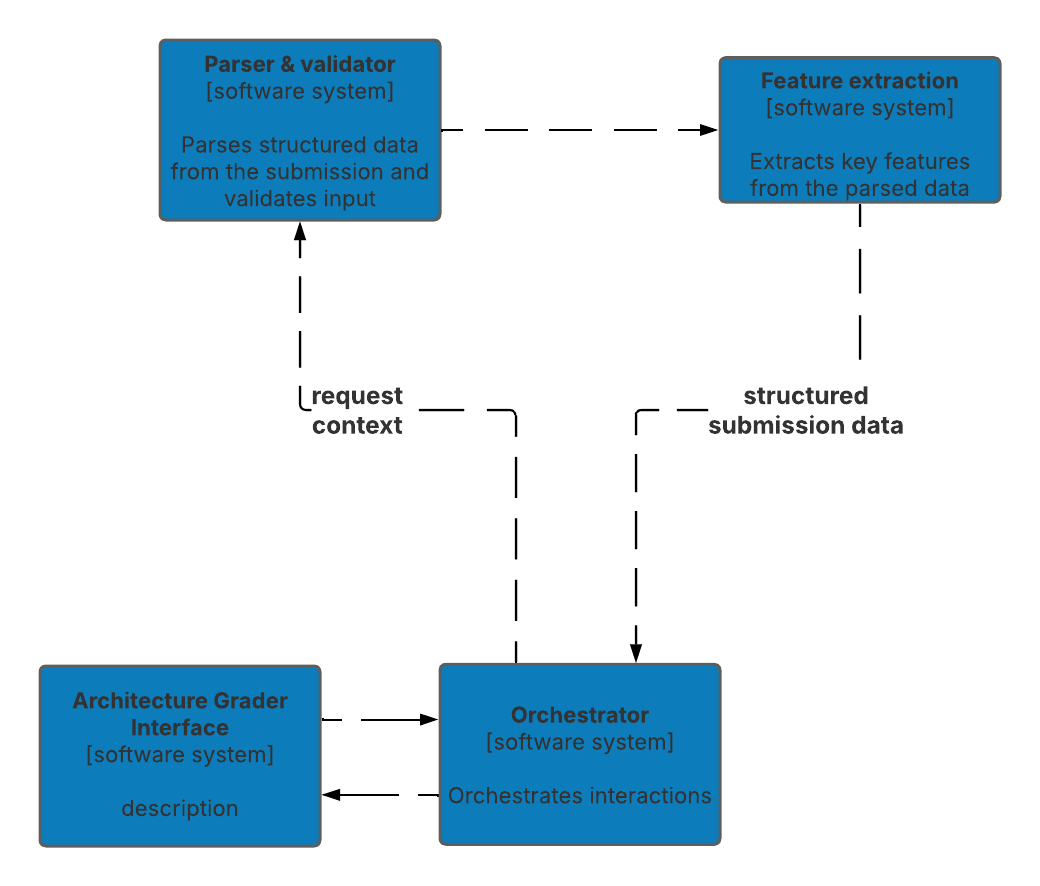 Parser & validator
[software system]
Parses structured data
from the submission and
validates input
Feature extraction
[software system]
Extracts key features
from the parsed data
request
context
structured
submission data
Architecture Grader
Interface
[software system]
description
Orchestrator
[software system]
Orchestrates interactions